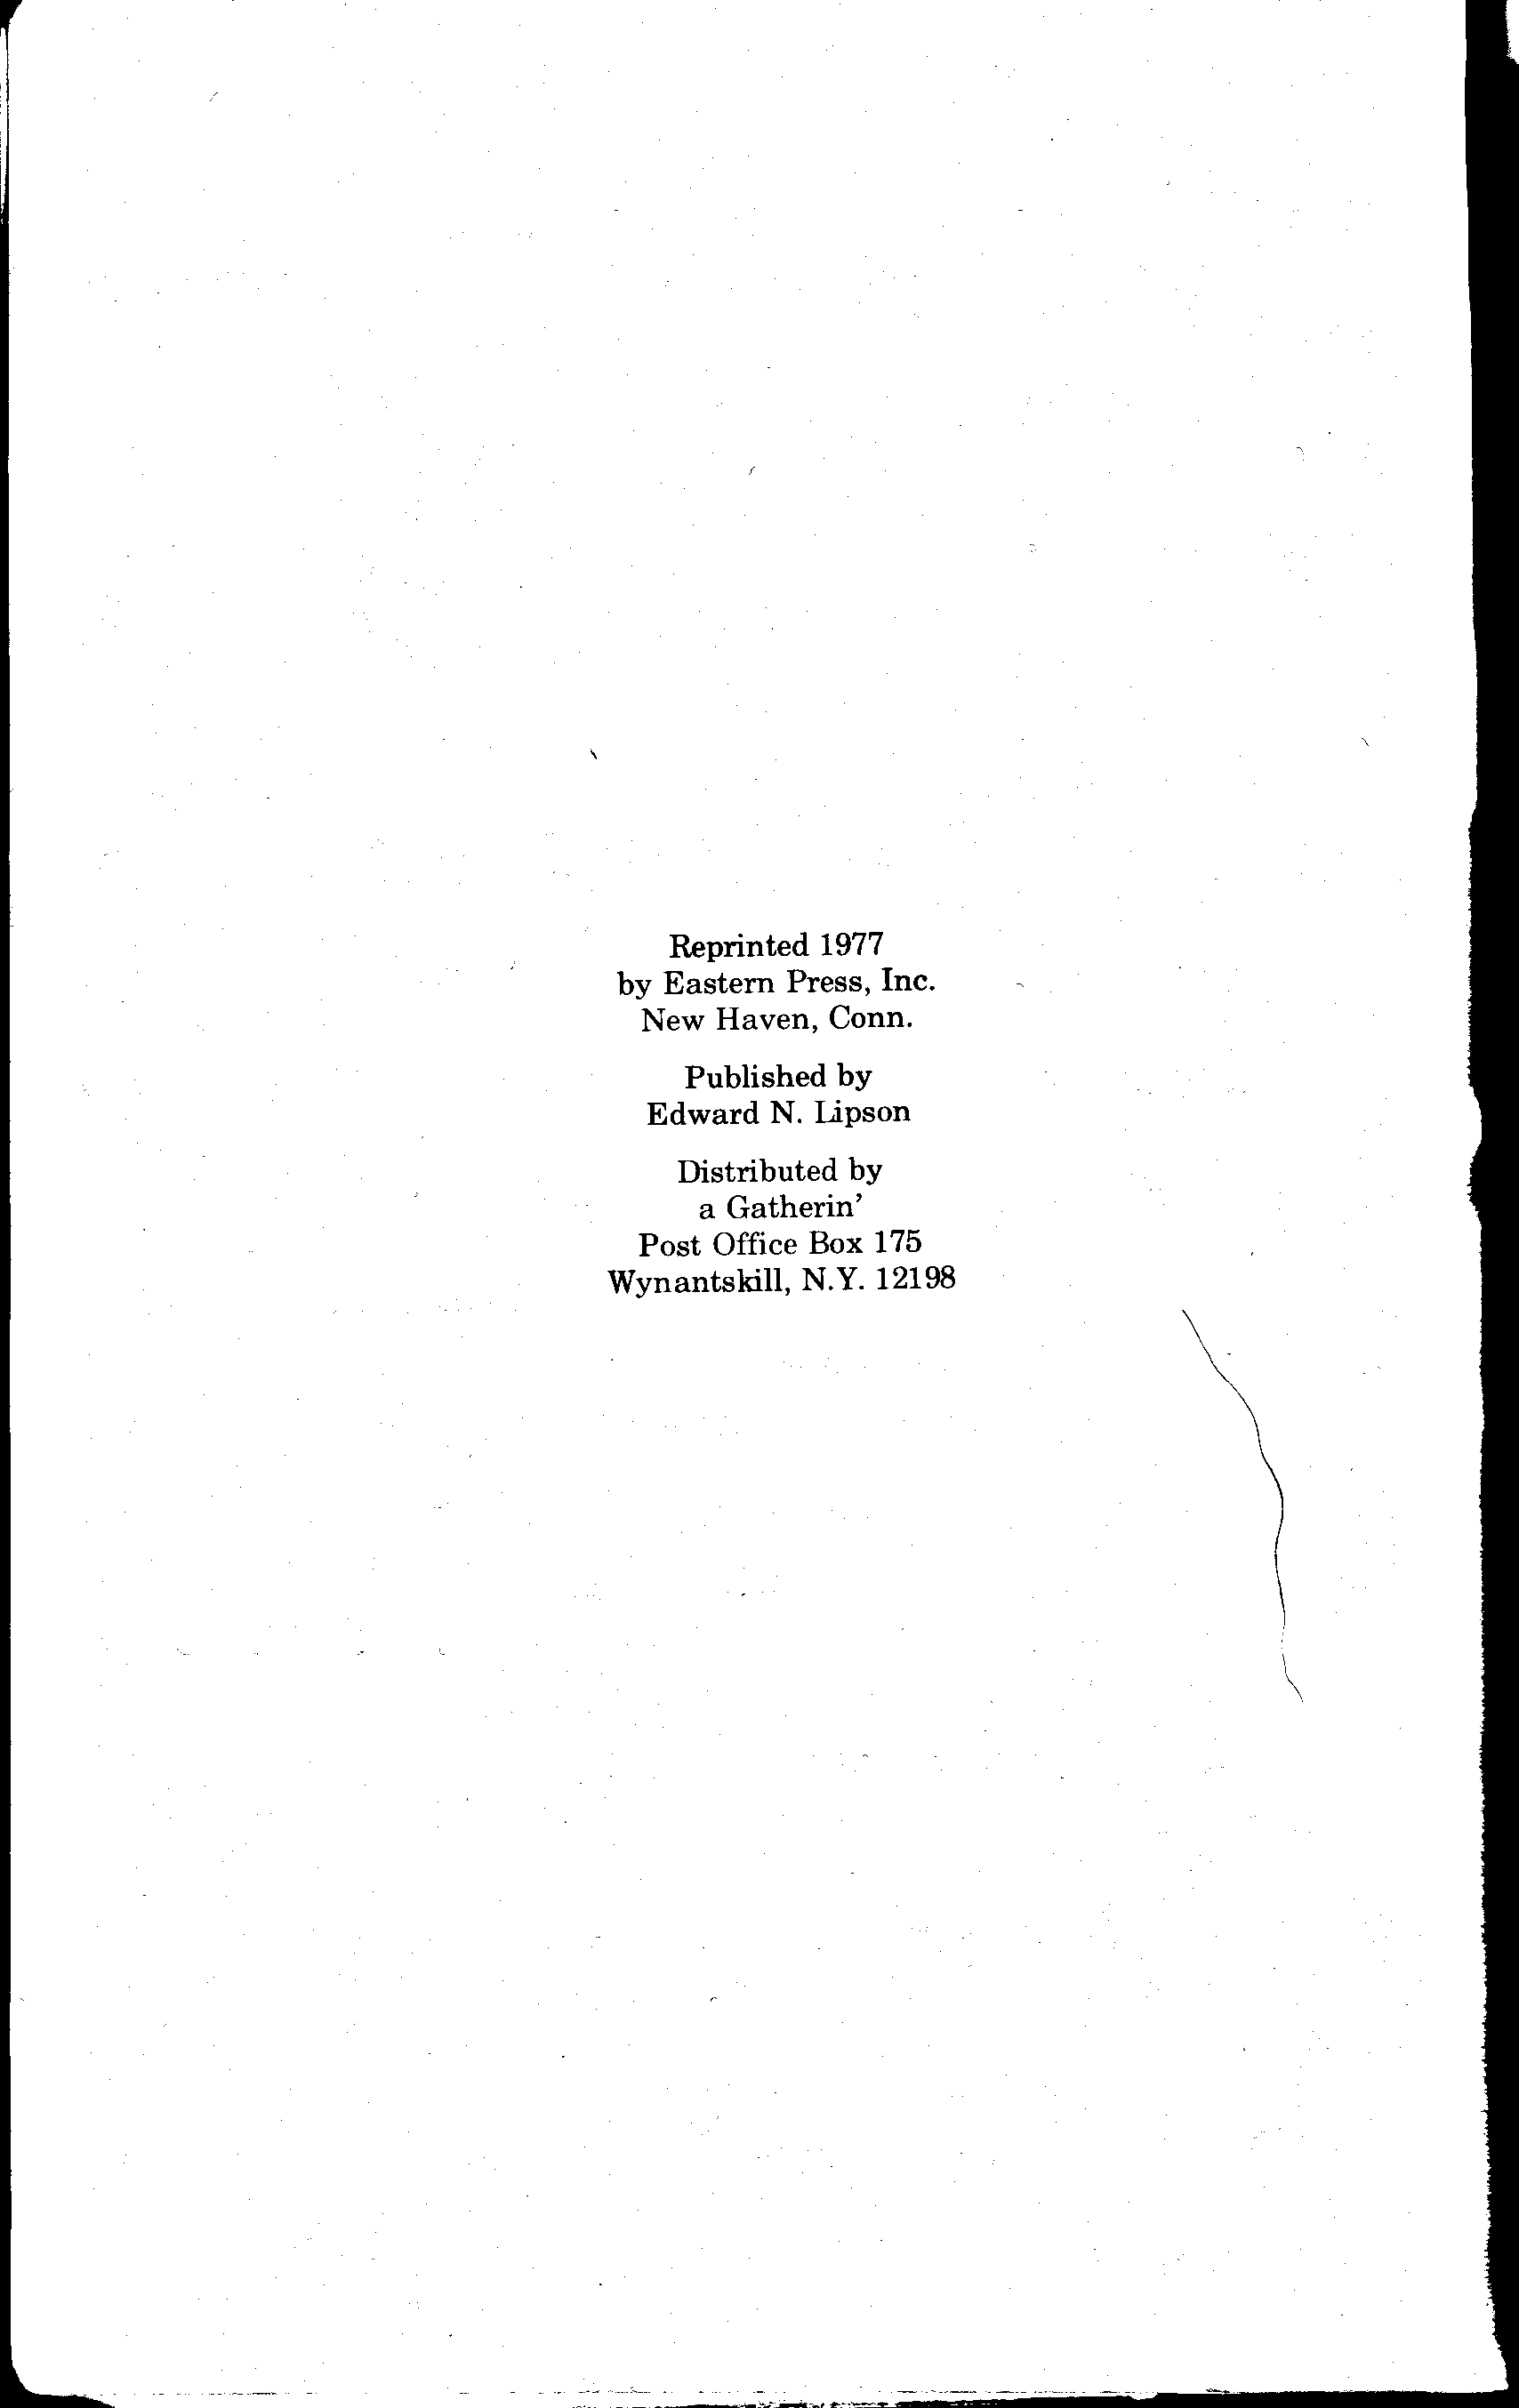 Reprinted 1977
by Eastern Press, Inc.
New Haven, Conn.
Published by
Edward N. Lipson
Distributed by
a Gatherin'
Post Office Box 175
Wynantskill, N.Y. 12198